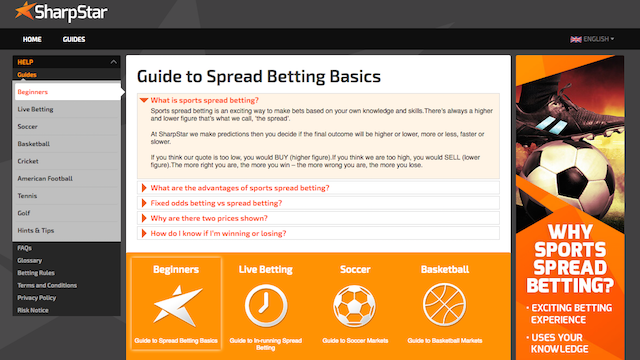 SharpStar
HOME GUIDES
ENGLISH
HELP
Guides
Beginners
Live Betting
Soccer
Basketball
Cricket
American Football
Tennis
Golf
Hints & Tips
FAQs
Glossary
Betting Rules
Terms and Conditions
Privacy Policy
Risk Notice
Guide to Spread Betting Basics
What is sports spread betting?
Sports spread betting is an exciting way to make bets based on your own knowledge and skills.There's always a higher
and lower figure that's what we call, 'the spread'.
At SharpStar we make predictions then you decide if the final outcome will be higher or lower, more or less, faster or
slower.
If you think our quote is too low, you would BUY (higher figure).If you think we are too high, you would SELL (lower
figure).The more right you are, the more you win – the more wrong you are, the more you lose.
What are the advantages of sports spread betting?
Fixed odds betting vs spread betting?
Why are there two prices shown?
How do I know if I'm winning or losing?
Beginners
Guide to Spread Betting Basics
Live Betting
Guide to In-running Spread
Betting
Soccer
Guide to Soccer Markets
Basketball
Guide to Basketball Markets
WHY
SPORTS
SPREAD
BETTING?
• EXCITING BETTING
EXPERIENCE
• USES YOUR
KNOWLEDGE